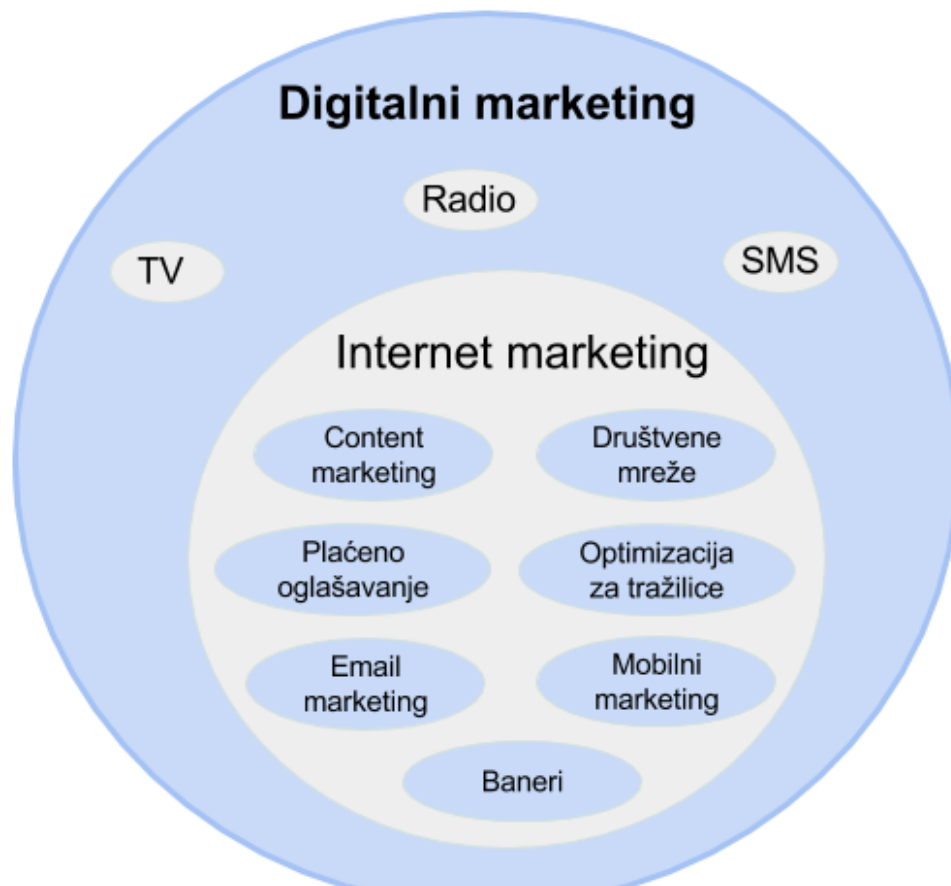 Digitalni marketing
Radio
TV
SMS
Internet marketing
Content
marketing
Društvene
mreže
Plaćeno
oglašavanje
Optimizacija
za tražilice
Email
marketing
Mobilni
marketing
Baneri